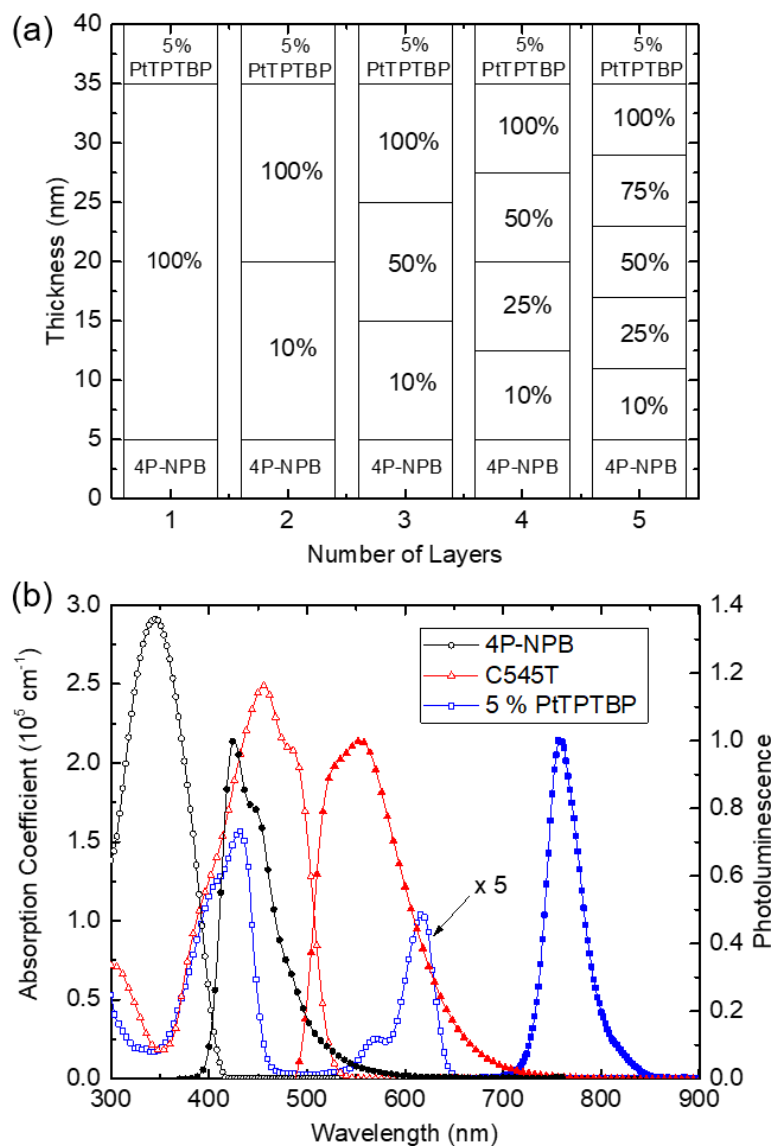 (a)
40
35
30
25
20
15
10
5
0
Thickness (nm)
5%
PtTPTBP
100%
4P-NPB
5%
PtTPTBP
100%
10%
4P-NPB
5%
PtTPTBP
100%
50%
10%
4P-NPB
5%
PtTPTBP
100%
50%
25%
10%
4P-NPB
5%
PtTPTBP
100%
75%
50%
25%
10%
4P-NPB
1 2 3 4 5
Number of Layers
(b)
3.0
2.5
2.0
1.5
1.0
0.5
0.0
Absorption Coefficient (10⁵ cm⁻¹)
4P-NPB
C545T
5 % PtTPTBP
x 5
1.4
1.2
1.0
0.8
0.6
0.4
0.2
0.0
Photoluminescence
300 400 500 600 700 800 900
Wavelength (nm)